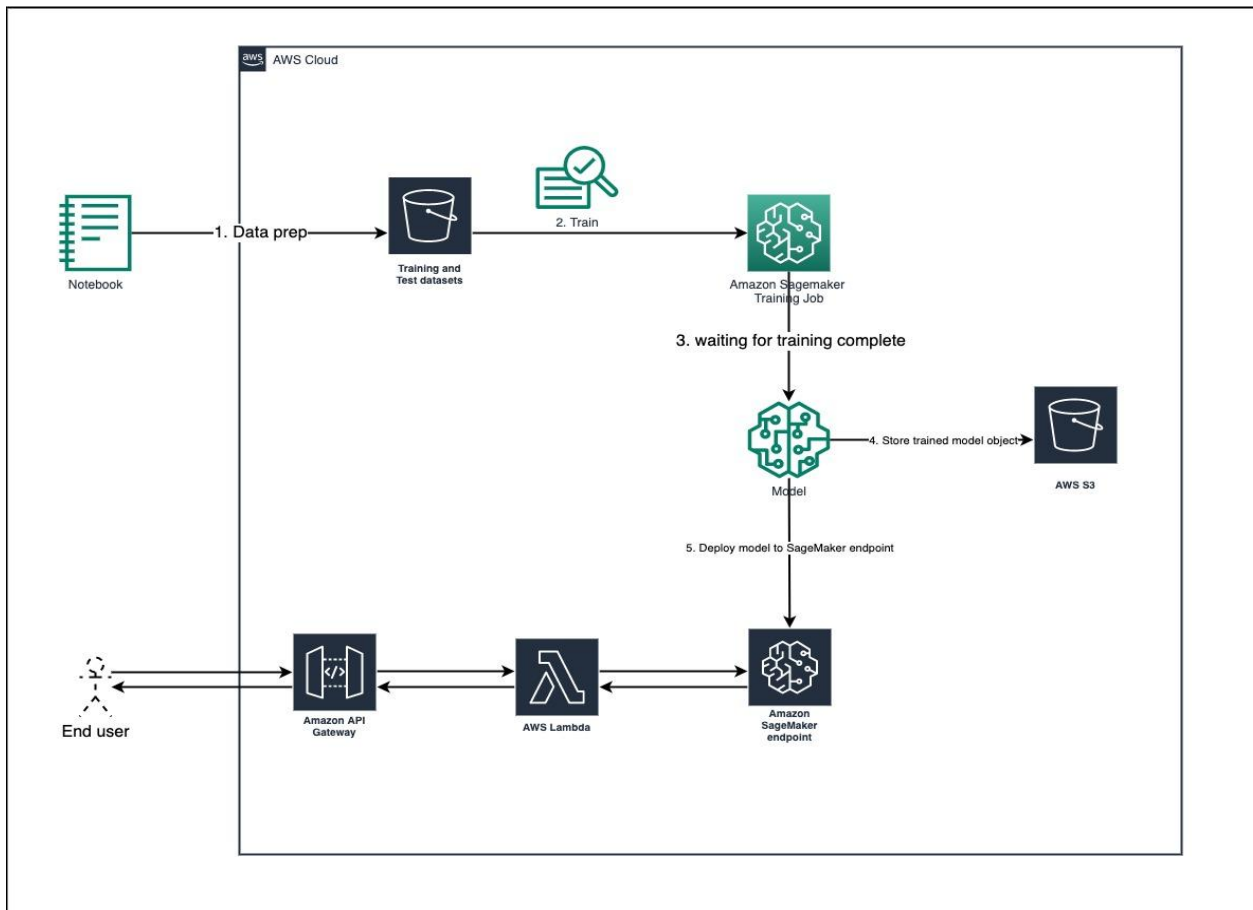 aws
AWS Cloud
Notebook
1. Data prep
Training and
Test datasets
2. Train
Amazon Sagemaker
Training Job
3. waiting for training complete
Model
4. Store trained model object
AWS S3
5. Deploy model to SageMaker endpoint
End user
</>
Amazon API
Gateway
AWS Lambda
Amazon
SageMaker
endpoint